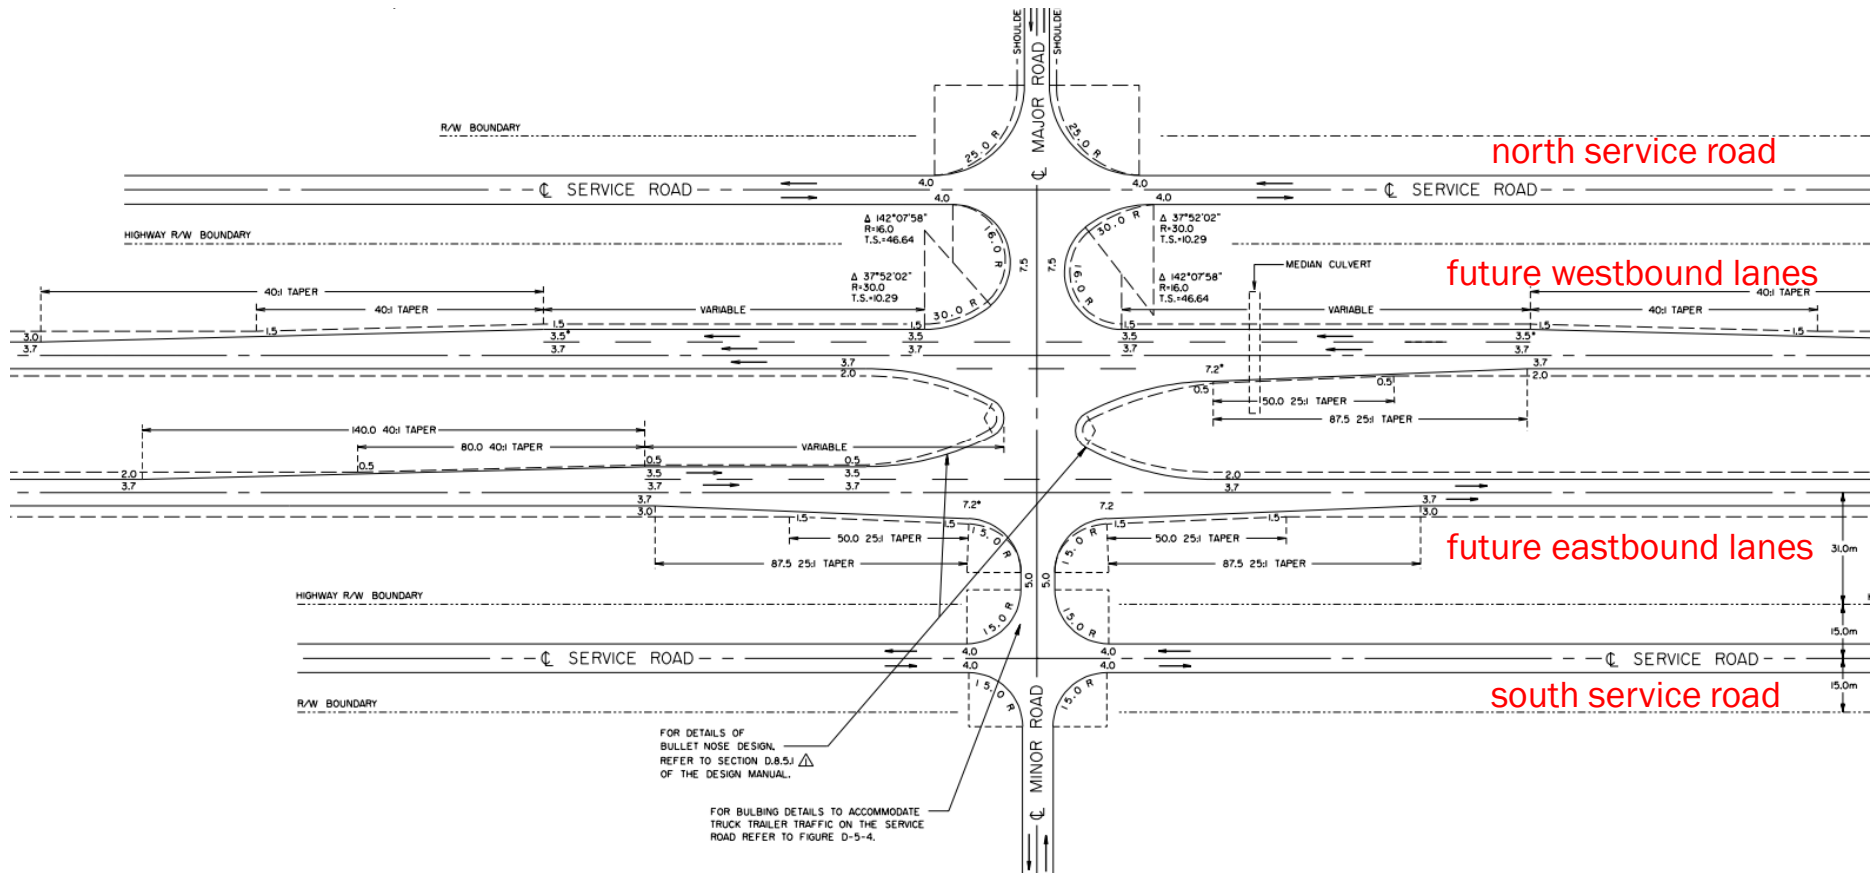 SHOULDE
SHOULDE
℄ MAJOR ROAD
R/W BOUNDARY
25.0 R
25.0 R
north service road
℄ SERVICE ROAD
4.0
4.0
℄ SERVICE ROAD
4.0
4.0
Δ 142°07'58"
R=16.0
T.S.=46.64
16.0 R
30.0 R
Δ 37°52'02"
R=30.0
T.S.=10.29
HIGHWAY R/W BOUNDARY
7.5
7.5
MEDIAN CULVERT
future westbound lanes
Δ 37°52'02"
R=30.0
T.S.=10.29
16.0 R
Δ 142°07'58"
R=16.0
T.S.=46.64
40:1 TAPER
40:1 TAPER
40:1 TAPER
VARIABLE
30.0 R
VARIABLE
40:1 TAPER
3.0
1.5
1.5
1.5
1.5
1.5
1.5
3.5*
3.5
3.5
3.5*
3.7
3.7
3.7
3.7
3.7
3.7
2.0
7.2*
3.7
0.5
0.5
2.0
50.0 25:1 TAPER
87.5 25:1 TAPER
140.0 40:1 TAPER
80.0 40:1 TAPER
VARIABLE
2.0
0.5
0.5
0.5
2.0
3.7
3.5
3.5
3.7
3.7
3.7
3.7
3.7
3.0
7.2*
7.2
3.0
1.5
1.5
1.5
1.5
15.0 R
15.0 R
50.0 25:1 TAPER
50.0 25:1 TAPER
future eastbound lanes
31.0m
87.5 25:1 TAPER
87.5 25:1 TAPER
5.0
5.0
HIGHWAY R/W BOUNDARY
15.0 R
15.0 R
15.0m
℄ SERVICE ROAD
4.0
4.0
4.0
4.0
℄ SERVICE ROAD
15.0 R
15.0 R
15.0m
south service road
R/W BOUNDARY
℄ MINOR ROAD
FOR DETAILS OF
BULLET NOSE DESIGN,
REFER TO SECTION D.8.5.1 1
OF THE DESIGN MANUAL.
FOR BULBING DETAILS TO ACCOMMODATE
TRUCK TRAILER TRAFFIC ON THE SERVICE
ROAD REFER TO FIGURE D-5-4.